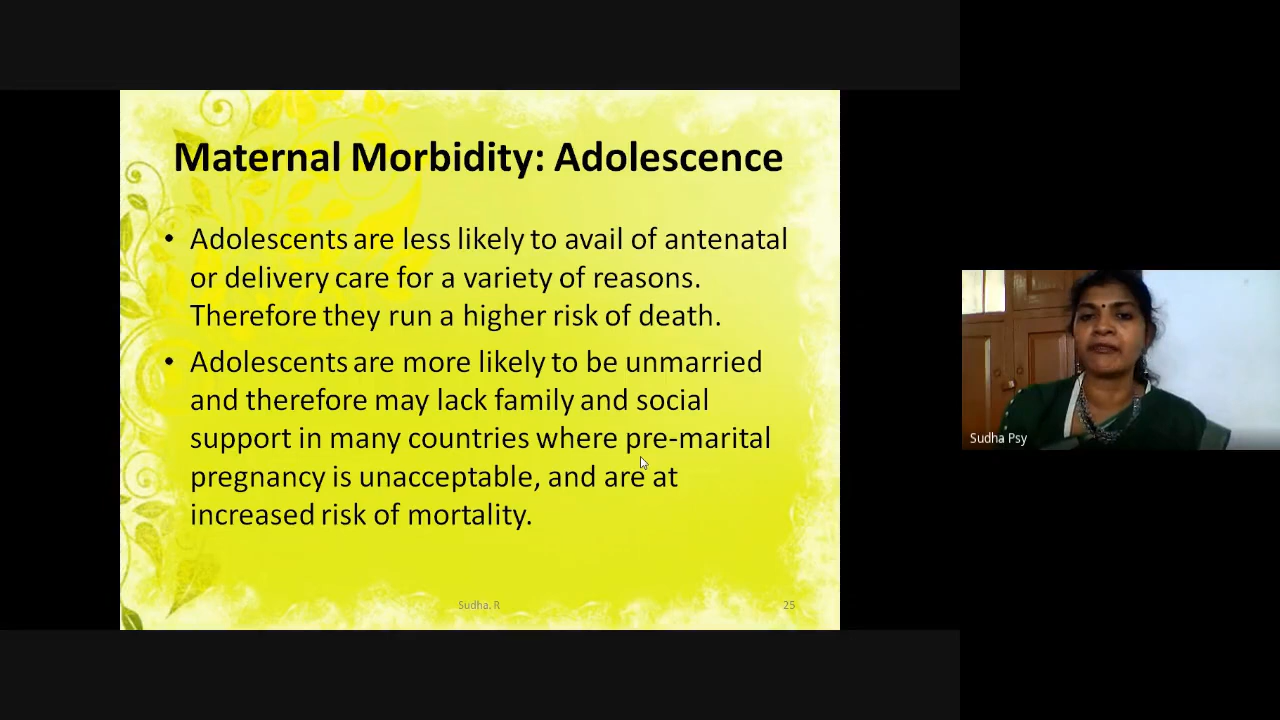 Maternal Morbidity: Adolescence
• Adolescents are less likely to avail of antenatal
or delivery care for a variety of reasons.
Therefore they run a higher risk of death.
• Adolescents are more likely to be unmarried
and therefore may lack family and social
support in many countries where pre-marital
pregnancy is unacceptable, and are at
increased risk of mortality.
Sudha. R
25
Sudha Psy